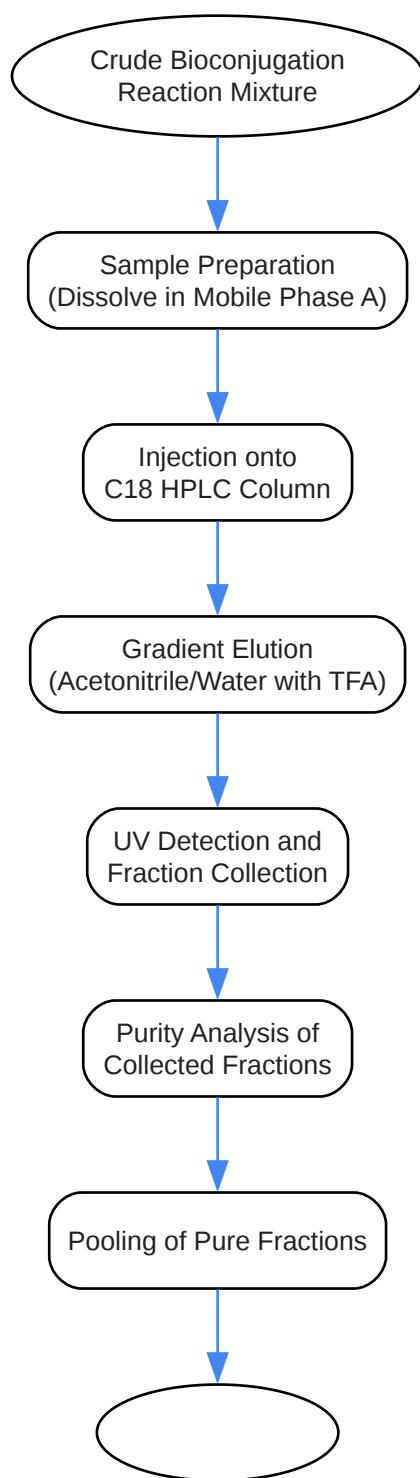 Crude Bioconjugation
Reaction Mixture
Sample Preparation
(Dissolve in Mobile Phase A)
Injection onto
C18 HPLC Column
Gradient Elution
(Acetonitrile/Water with TFA)
UV Detection and
Fraction Collection
Purity Analysis of
Collected Fractions
Pooling of Pure Fractions